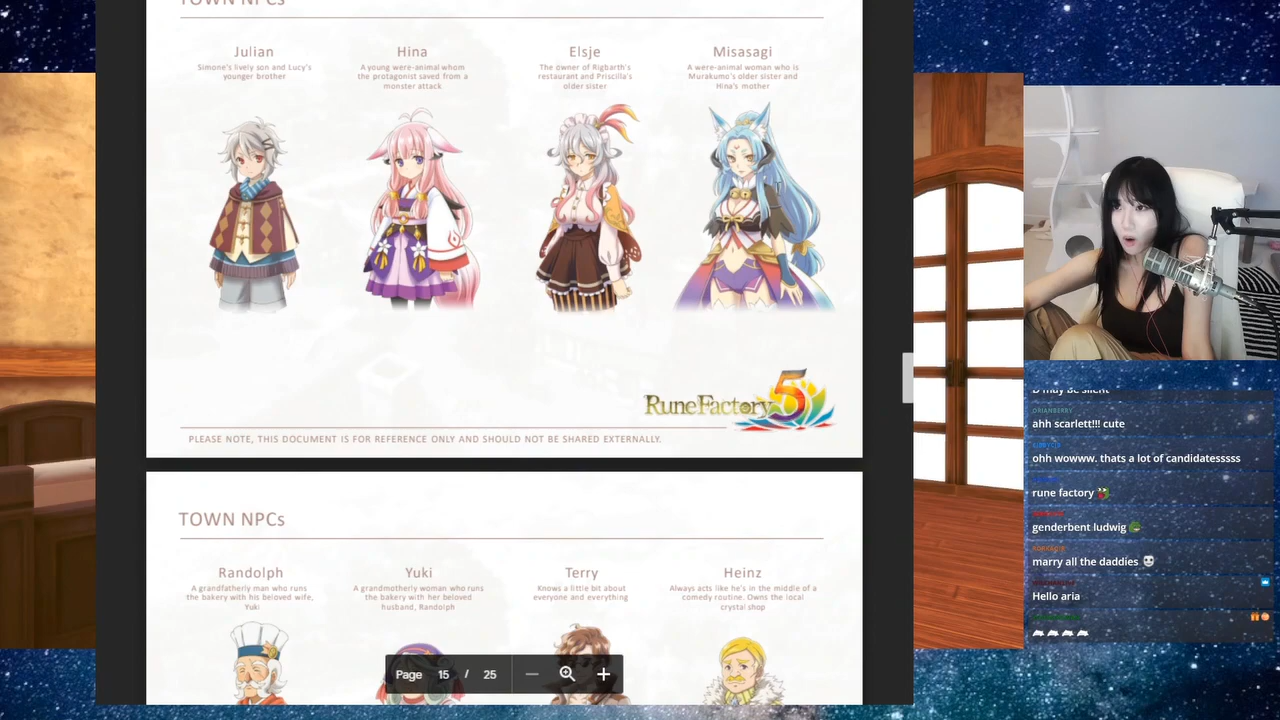 TOWN NPCs
Julian
Simone's lively son and Lucy's
younger brother
Hina
A young were-animal whom
the protagonist saved from a
monster attack
Elsje
The owner of Rigbarth's
restaurant and Priscilla's
older sister
Misasagi
A were-animal woman who is
Murakumo's older sister and
Hina's mother
RuneFactory 5
PLEASE NOTE, THIS DOCUMENT IS FOR REFERENCE ONLY AND SHOULD NOT BE SHARED EXTERNALLY.
TOWN NPCs
Randolph
A grandfatherly man who runs
the bakery with his beloved wife,
Yuki
Yuki
A grandmotherly woman who runs
the bakery with her beloved
husband, Randolph
Terry
Knows a little bit about
everyone and everything
Heinz
Always acts like he's in the middle of a
comedy routine. Owns the local
crystal shop
Page 15 / 25
D may be silent
DRIANBERRY
ahh scarlett!!! cute
ohh wowww. thats a lot of candidatesssss
rune factory
genderbent ludwig
marry all the daddies
Hello aria